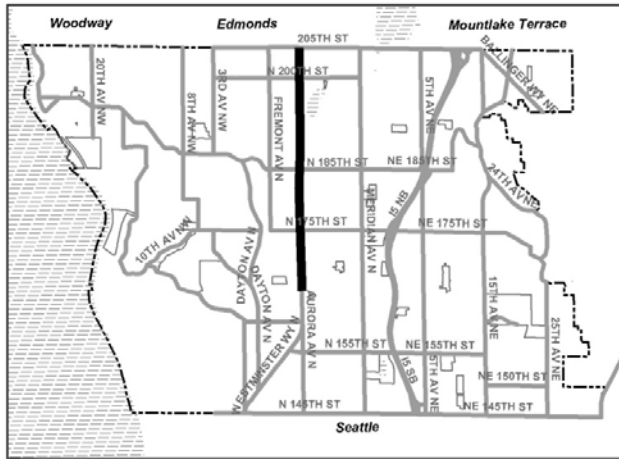 Woodway
Edmonds
Mountlake Terrace
205TH ST
BALLINGER WY NE
20TH AV NW
8TH AV NW
3RD AV NW
N 200TH ST
FREMONT AV N
5TH AV NE
N 185TH ST
NE 185TH ST
24TH AV NE
MERIDIAN AV N
I5 NB
N 175TH ST
NE 175TH ST
10TH AV NW
DAYTON AV N
DAYTON AV N
15TH AV NE
25TH AV NE
AURORA AV N
WESTMINSTER WY N
N 155TH ST
NE 155TH ST
I5 SB
5TH AV NE
NE 150TH ST
N 145TH ST
NE 145TH ST
Seattle